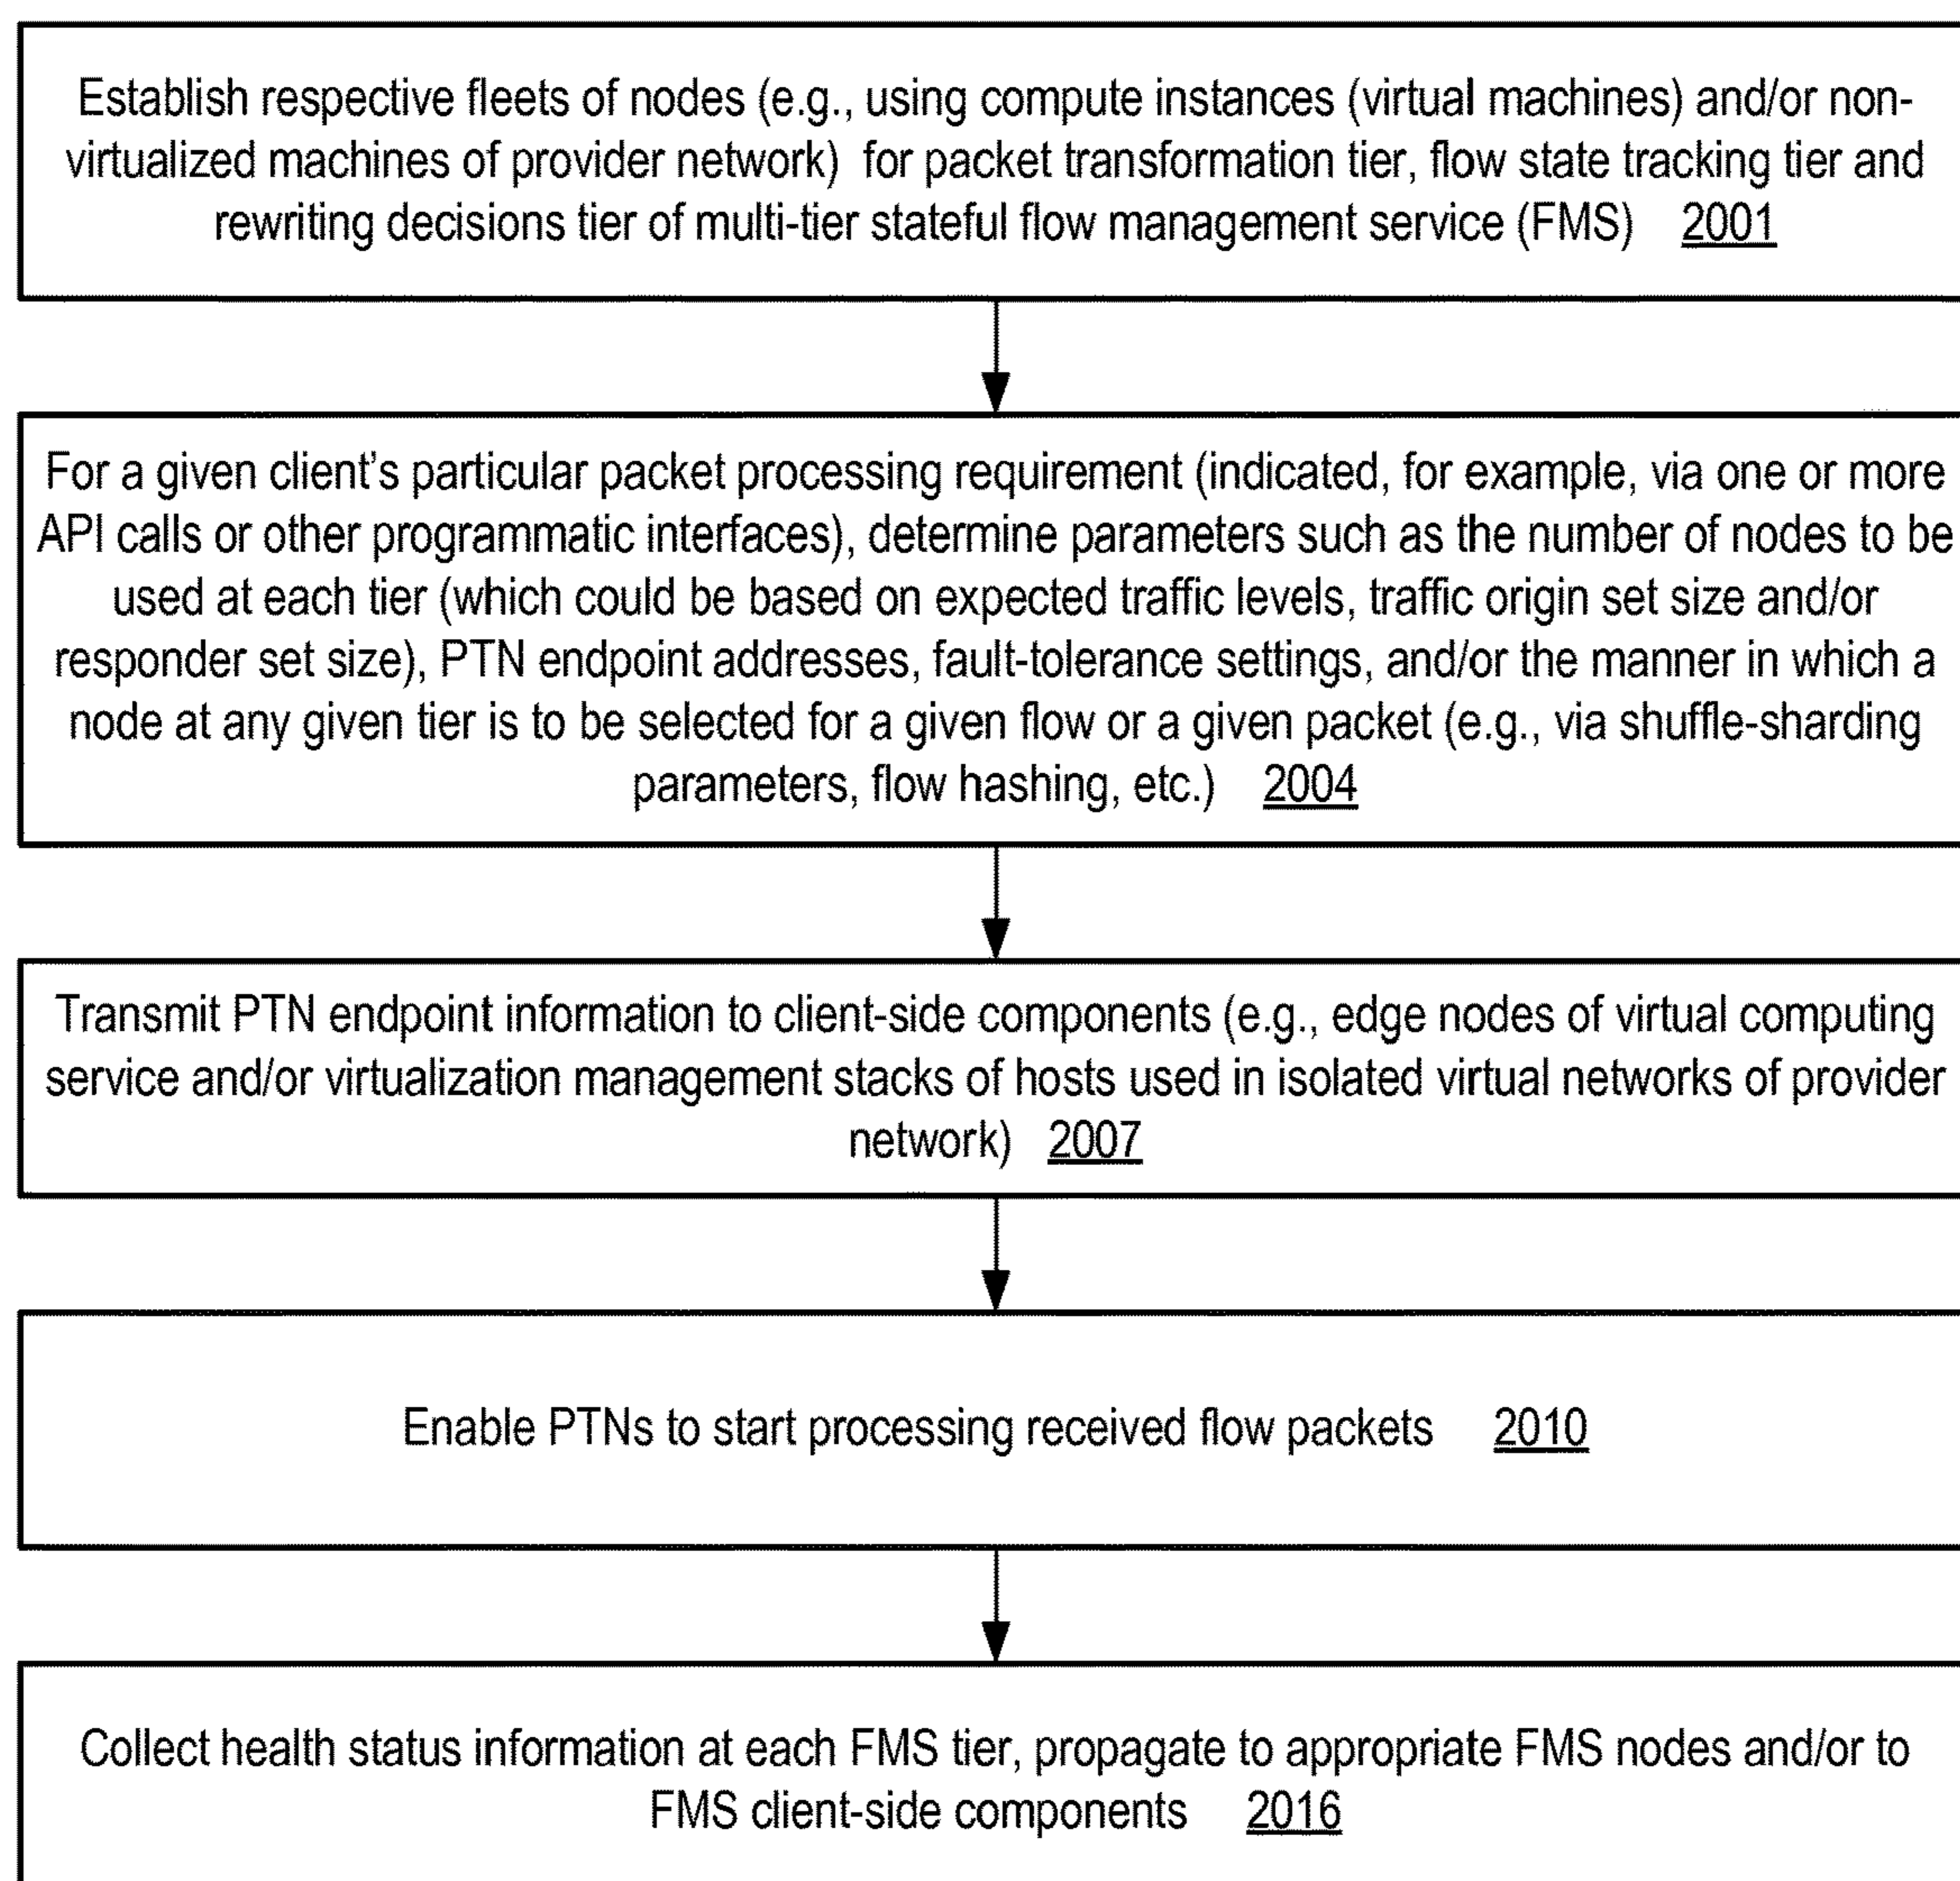 Establish respective fleets of nodes (e.g., using compute instances (virtual machines) and/or non-
virtualized machines of provider network) for packet transformation tier, flow state tracking tier and
rewriting decisions tier of multi-tier stateful flow management service (FMS) 2001
For a given client's particular packet processing requirement (indicated, for example, via one or more
API calls or other programmatic interfaces), determine parameters such as the number of nodes to be
used at each tier (which could be based on expected traffic levels, traffic origin set size and/or
responder set size), PTN endpoint addresses, fault-tolerance settings, and/or the manner in which a
node at any given tier is to be selected for a given flow or a given packet (e.g., via shuffle-sharding
parameters, flow hashing, etc.) 2004
Transmit PTN endpoint information to client-side components (e.g., edge nodes of virtual computing
service and/or virtualization management stacks of hosts used in isolated virtual networks of provider
network) 2007
Enable PTNs to start processing received flow packets 2010
Collect health status information at each FMS tier, propagate to appropriate FMS nodes and/or to
FMS client-side components 2016